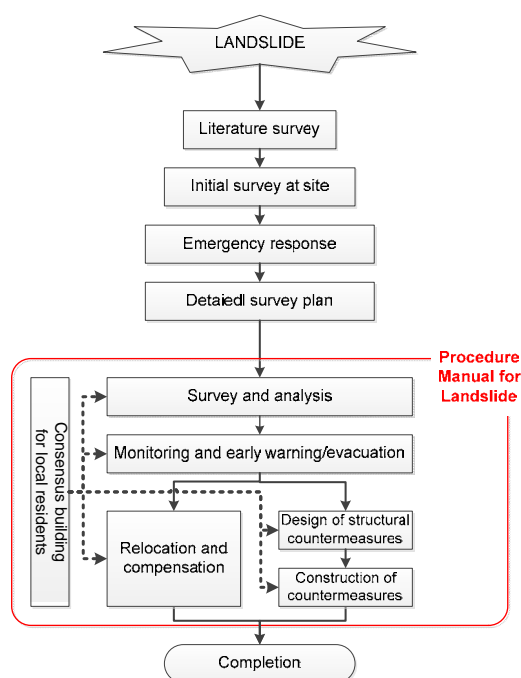 LANDSLIDE
Literature survey
Initial survey at site
Emergency response
Detaiedl survey plan
Procedure
Manual for
Landslide
Consensus building
for local residents
Survey and analysis
Monitoring and early warning/evacuation
Relocation and
compensation
Design of structural
countermeasures
Construction of
countermeasures
Completion